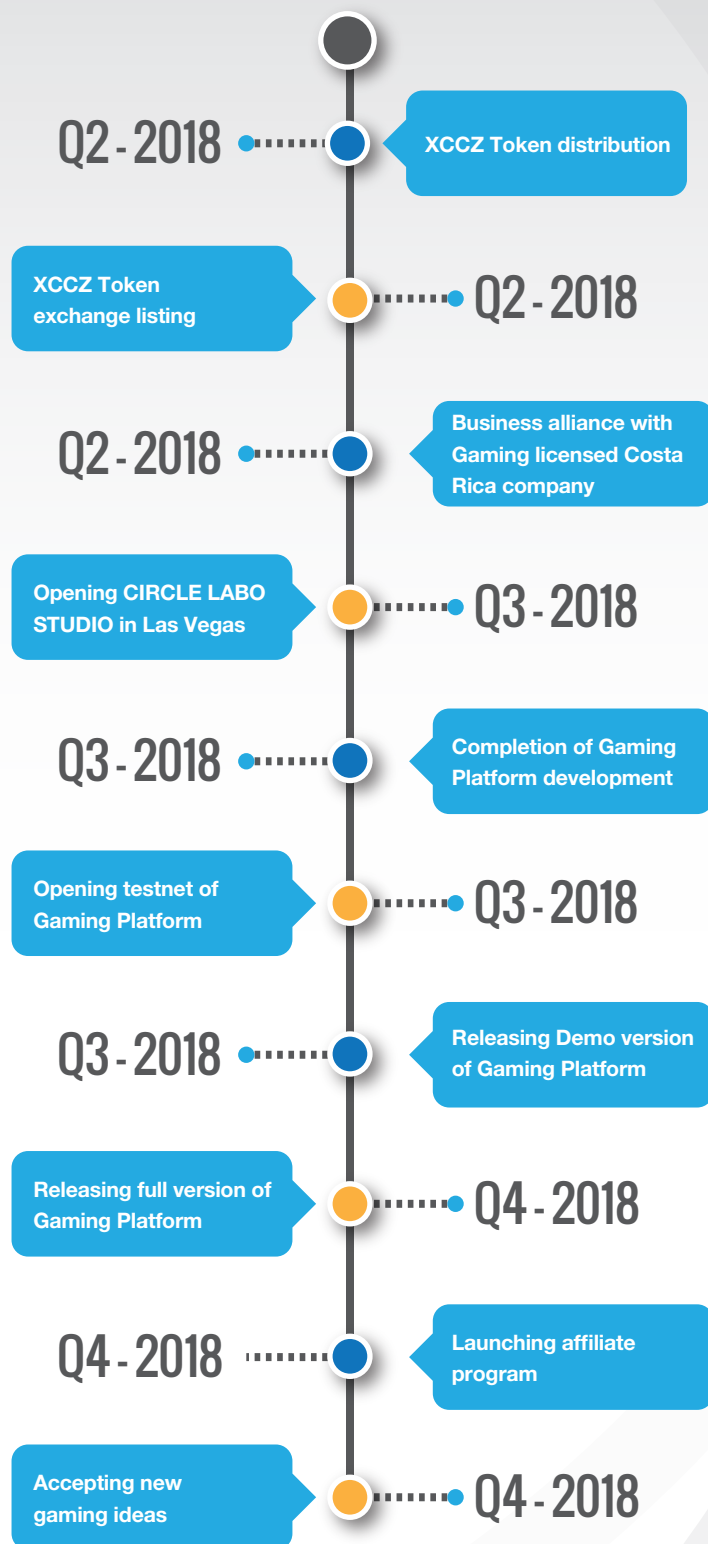 Q2 - 2018
XCCZ Token distribution
XCCZ Token
exchange listing
Q2 - 2018
Q2 - 2018
Business alliance with
Gaming licensed Costa
Rica company
Opening CIRCLE LABO
STUDIO in Las Vegas
Q3 - 2018
Q3 - 2018
Completion of Gaming
Platform development
Opening testnet of
Gaming Platform
Q3 - 2018
Q3 - 2018
Releasing Demo version
of Gaming Platform
Releasing full version of
Gaming Platform
Q4 - 2018
Q4 - 2018
Launching affiliate
program
Accepting new
gaming ideas
Q4 - 2018